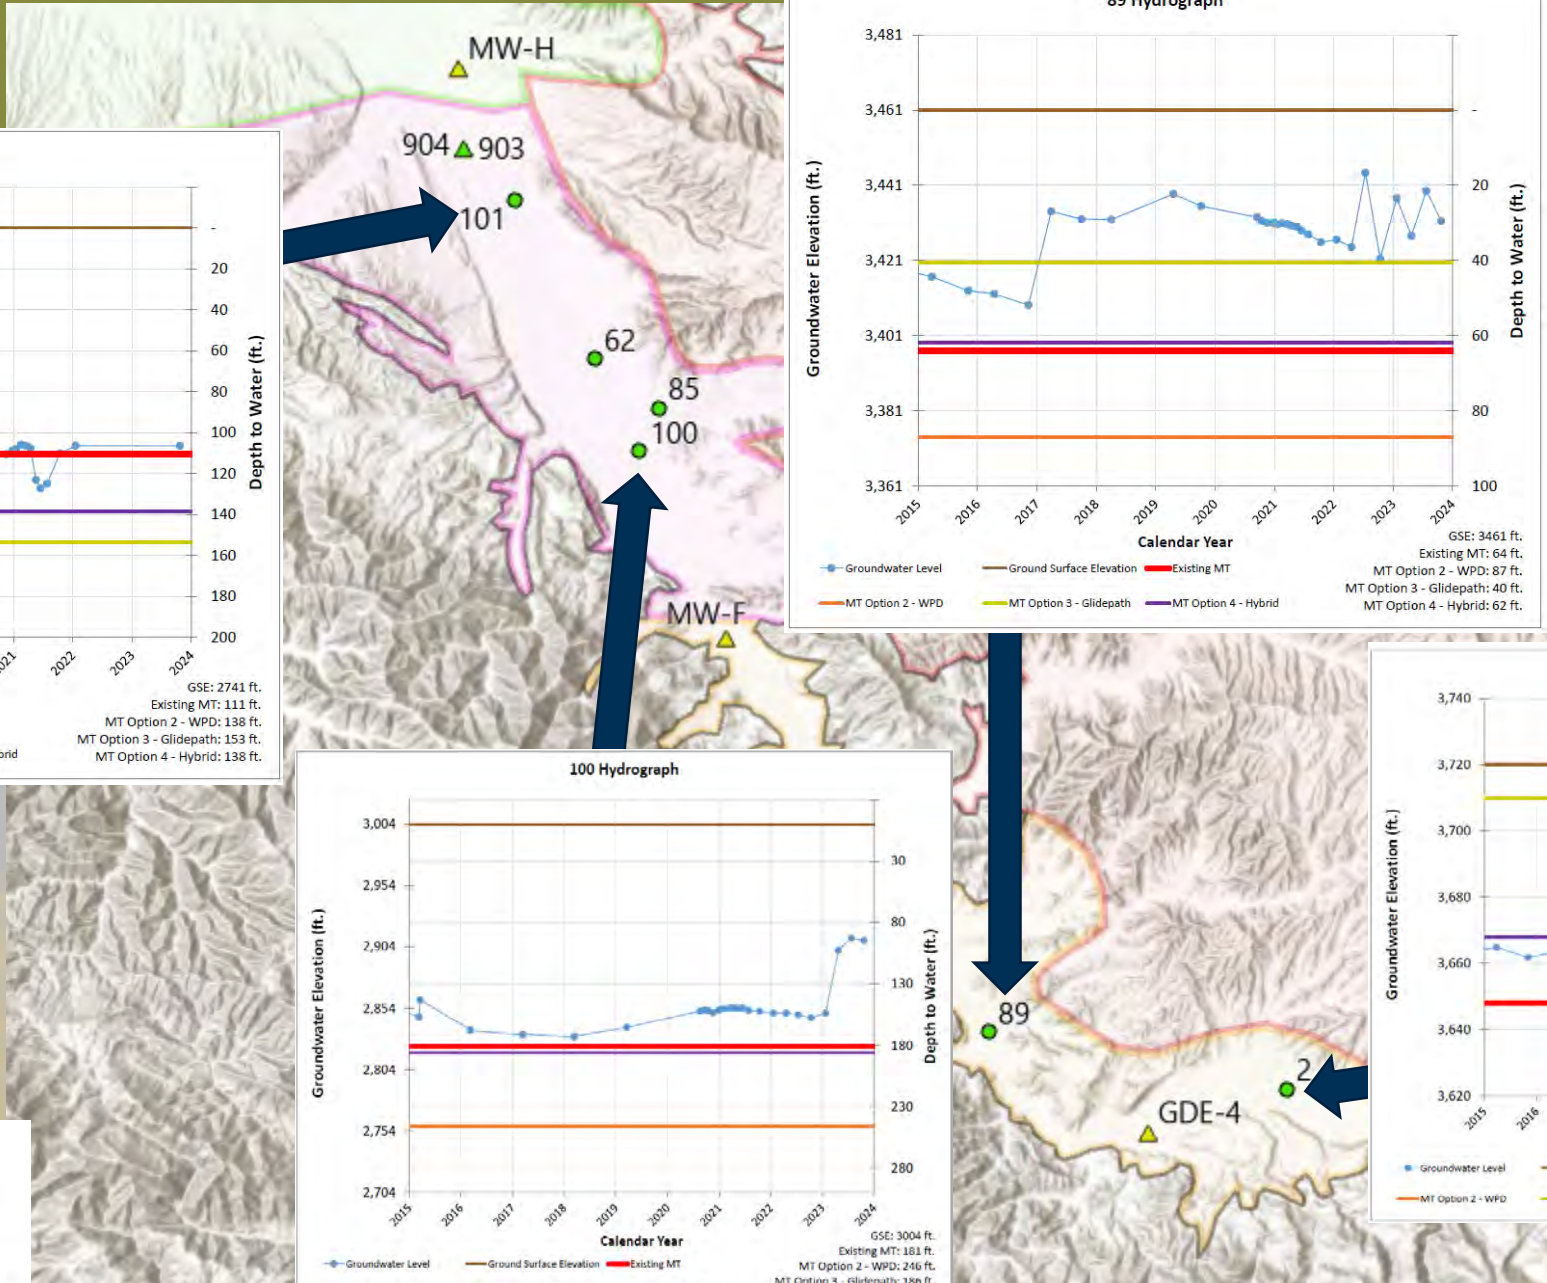 89 Hydrograph
3,481
3,461
3,441
3,421
3,401
3,381
3,361
Groundwater Elevation (ft.)
-
20
40
60
80
100
Depth to Water (ft.)
2015
2016
2017
2018
2019
2020
2021
2022
2023
2024
Calendar Year
GSE: 3461 ft.
Existing MT: 64 ft.
MT Option 2 - WPD: 87 ft.
MT Option 3 - Glidepath: 40 ft.
MT Option 4 - Hybrid: 62 ft.
Groundwater Level
Ground Surface Elevation
Existing MT
MT Option 2 - WPD
MT Option 3 - Glidepath
MT Option 4 - Hybrid
MW-H
904
903
101
62
85
100
MW-F
89
2
GDE-4
-
20
40
60
80
100
120
140
160
180
200
Depth to Water (ft.)
2021
2022
2023
2024
GSE: 2741 ft.
Existing MT: 111 ft.
MT Option 2 - WPD: 138 ft.
MT Option 3 - Glidepath: 153 ft.
MT Option 4 - Hybrid: 138 ft.
brid
100 Hydrograph
3,004
2,954
2,904
2,854
2,804
2,754
2,704
Groundwater Elevation (ft.)
30
80
130
180
230
280
Depth to Water (ft.)
2015
2016
2017
2018
2019
2020
2021
2022
2023
2024
Calendar Year
GSE: 3004 ft.
Existing MT: 181 ft.
MT Option 2 - WPD: 246 ft.
MT Option 3 - Glidepath: 186 ft.
Groundwater Level
Ground Surface Elevation
Existing MT
3,740
3,720
3,700
3,680
3,660
3,640
3,620
Groundwater Elevation (ft.)
2015
2016
Groundwater Level
MT Option 2 - WPD